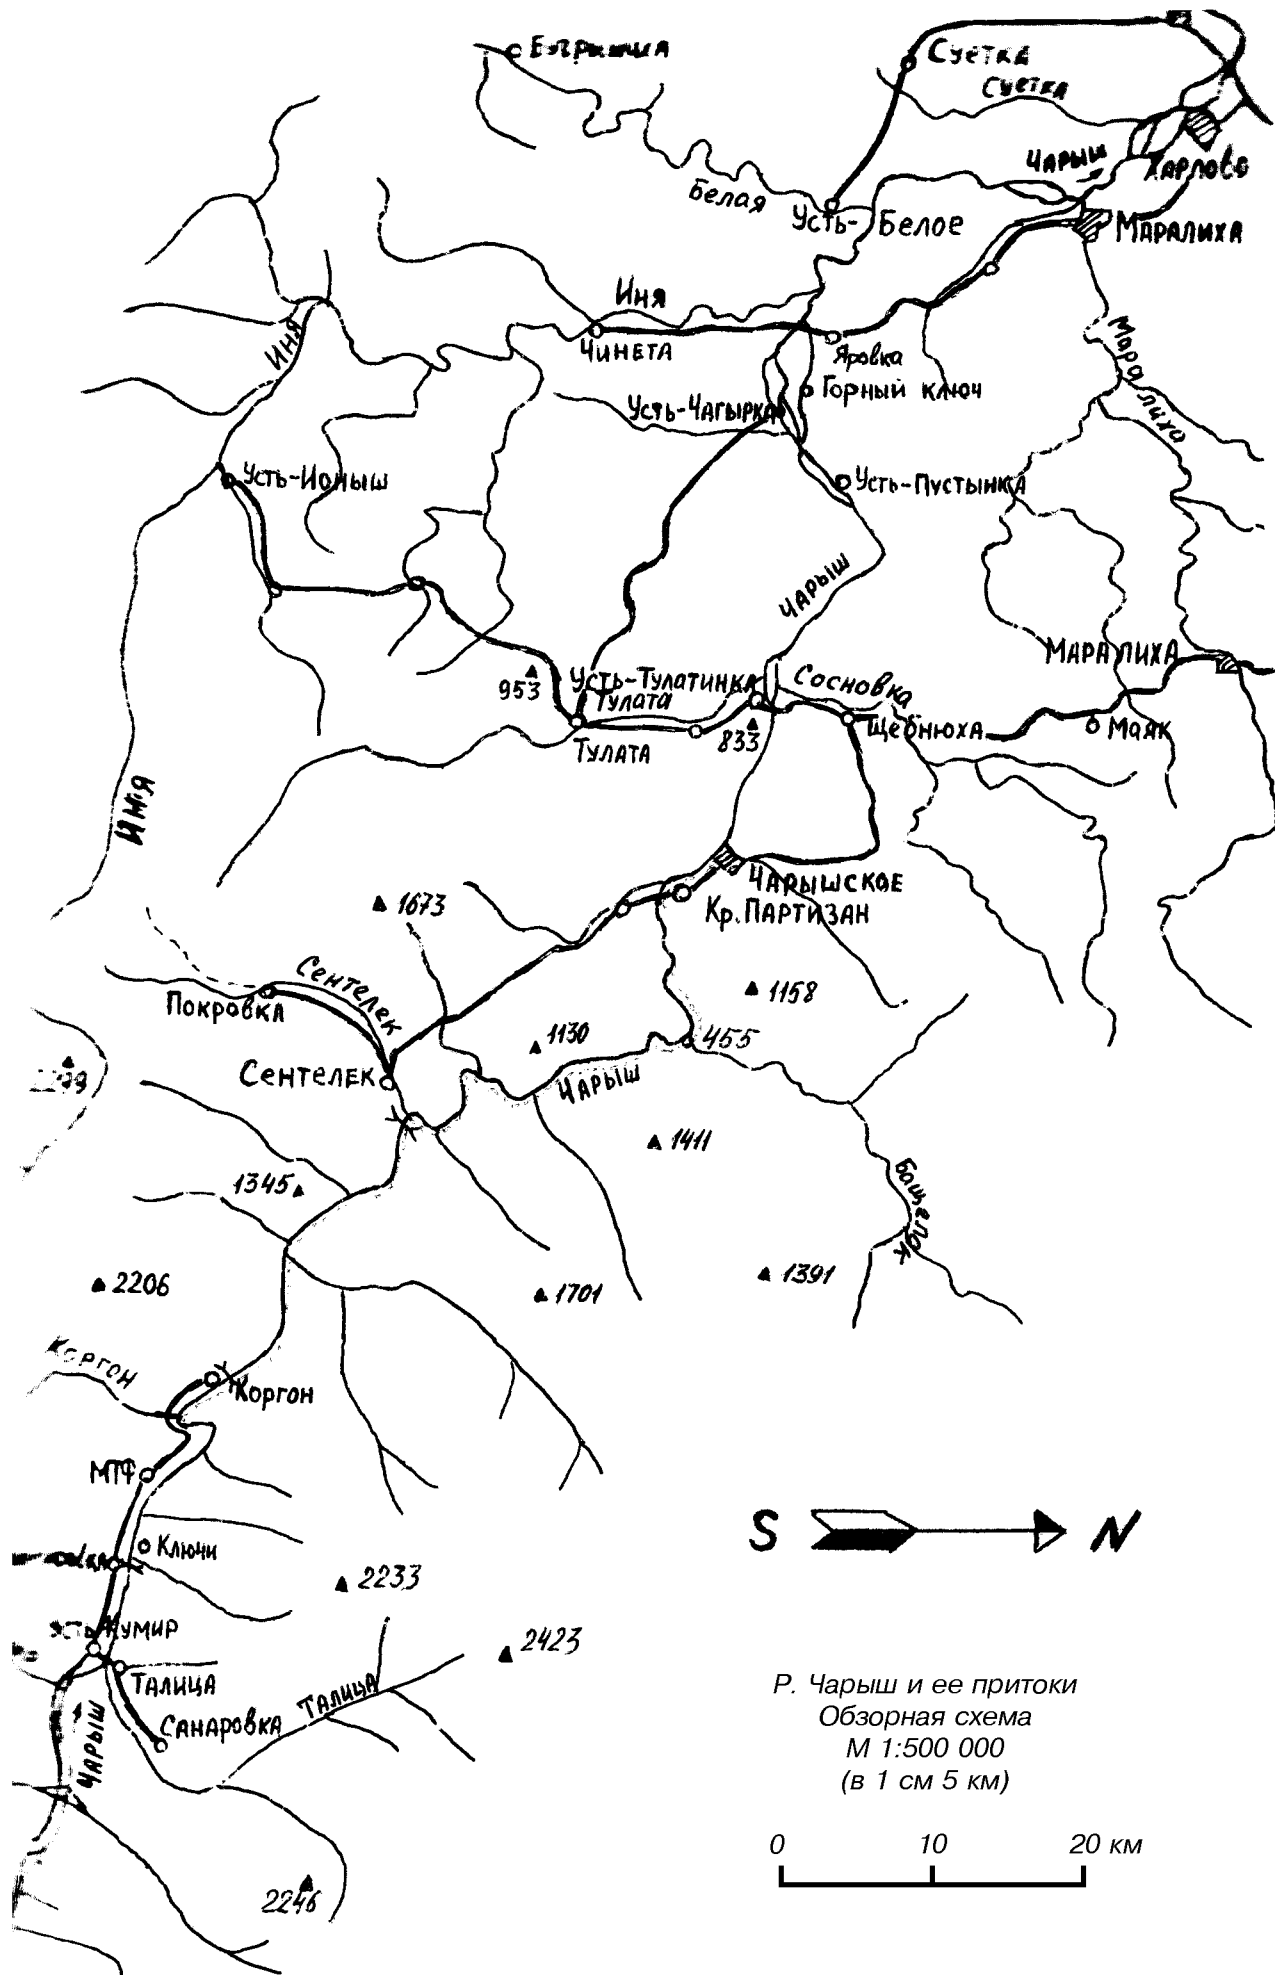 Суетка
Суетка
Чарыш
Харлово
Белая
Усть-Белое
Маралиха
Иня
Иня
Чинета
Яровка
Горный ключ
Маралиха
Усть-Чагырка
Усть-Ионыш
Усть-Пустынка
Чарыш
Маралиха
953
Усть-Тулатинка
Сосновка
Тулата
Тулата
833
Щебнюха
Маяк
Иня
Чарышское
1673
Кр. Партизан
Сентелек
Покровка
1158
1130
455
Сентелек
Чарыш
1411
1345
Бащелок
2206
1701
1391
Коргон
Коргон
МТФ
Ключи
2233
Усть Кумир
2423
Талица
Талица
Санаровка
Чарыш
2246
S
N
Р. Чарыш и ее притоки
Обзорная схема
М 1:500 000
(в 1 см 5 км)
0 10 20 км